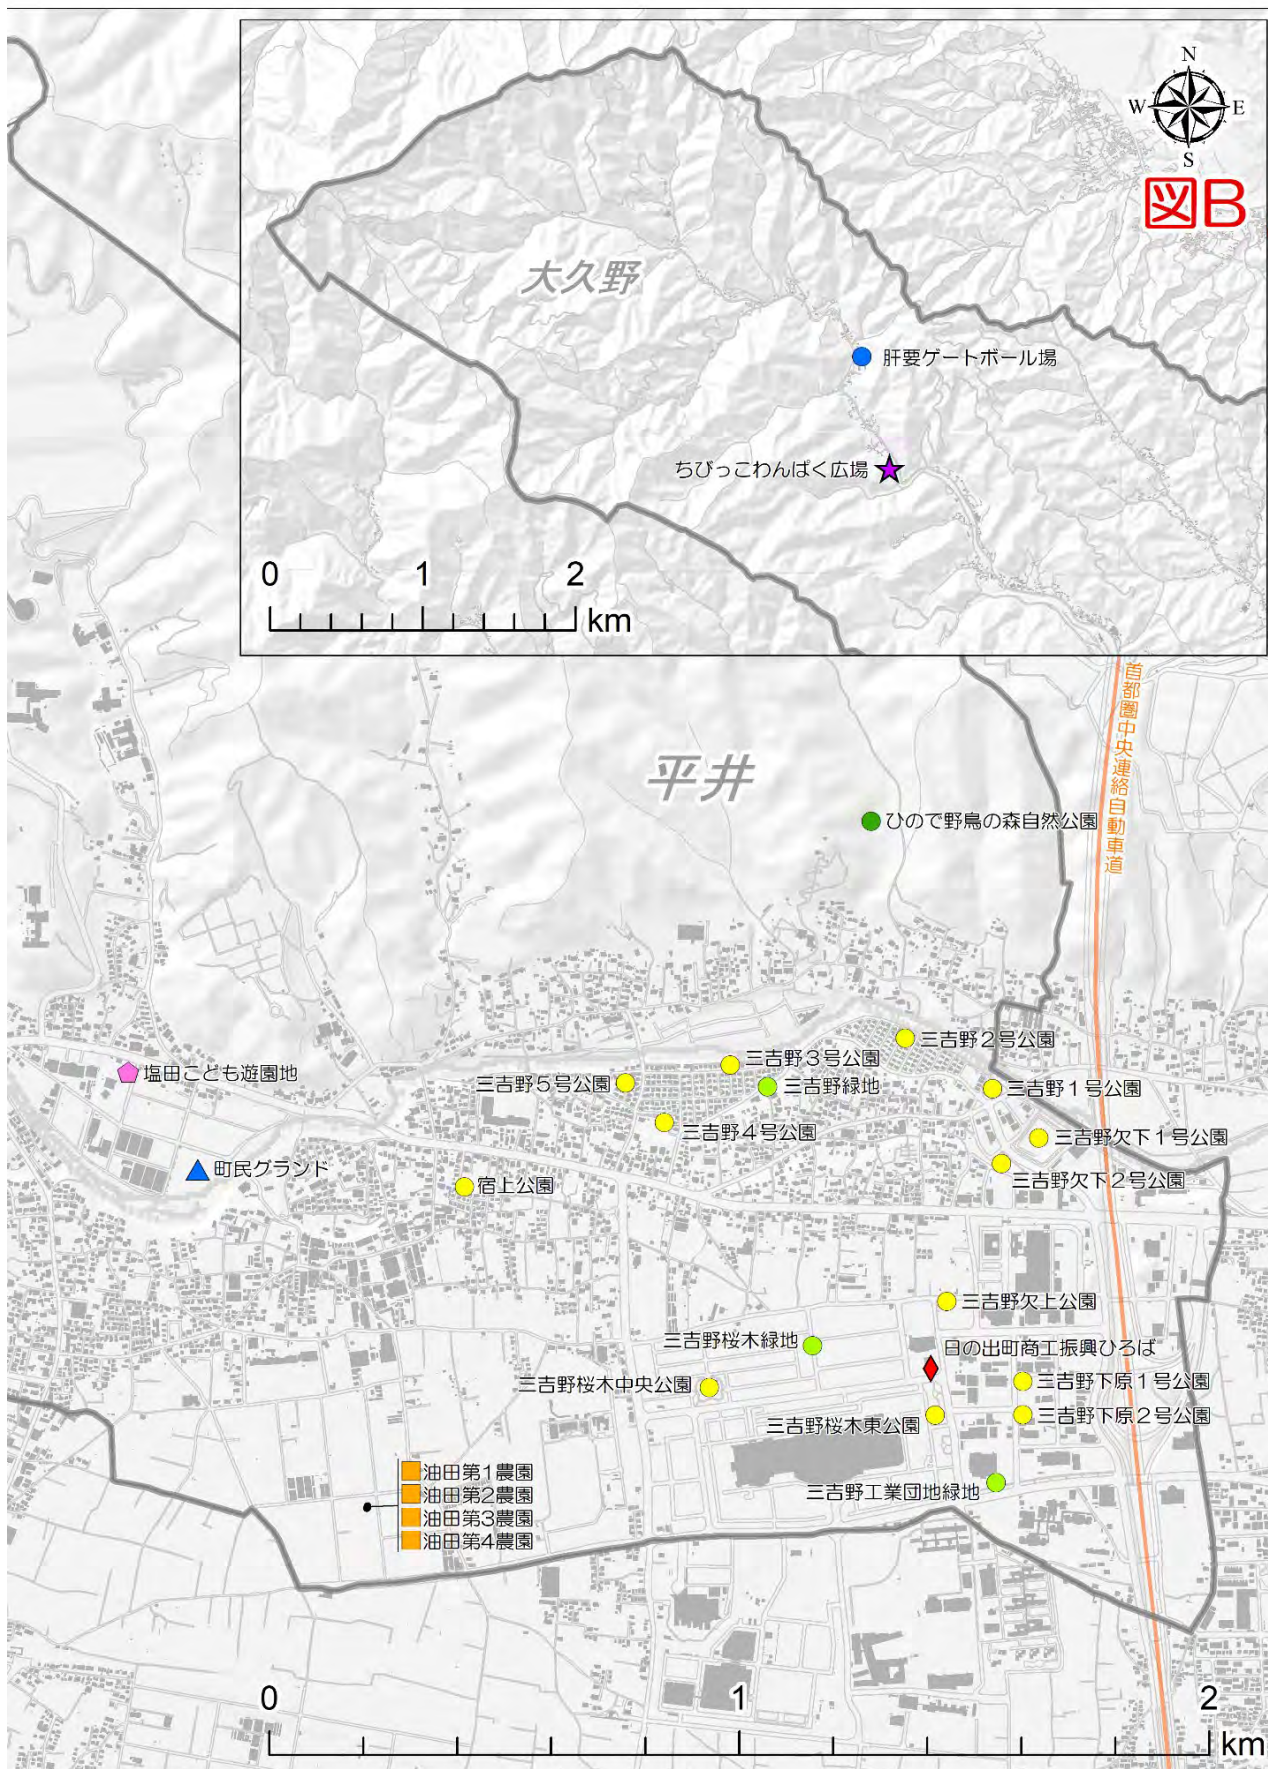 N
W
E
S
図B
大久野
肝要ゲートボール場
ちびっこわんぱく広場
0 1 2
km
首都圏中央連絡自動車道
平井
ひので野鳥の森自然公園
三吉野2号公園
三吉野3号公園
塩田こども遊園地
三吉野5号公園
三吉野緑地
三吉野1号公園
三吉野4号公園
三吉野欠下1号公園
町民グランド
宿上公園
三吉野欠下2号公園
三吉野欠上公園
三吉野桜木緑地
日の出町商工振興ひろば
三吉野桜木中央公園
三吉野下原1号公園
三吉野桜木東公園
三吉野下原2号公園
油田第1農園
油田第2農園
油田第3農園
油田第4農園
三吉野工業団地緑地
0 1 2
km